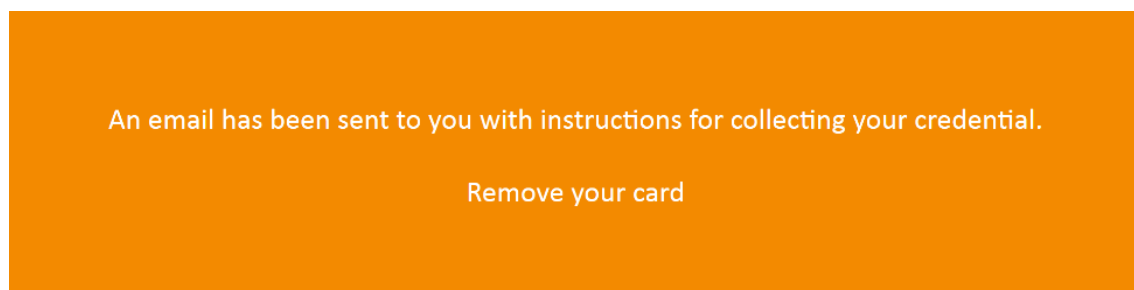 An email has been sent to you with instructions for collecting your credential.
Remove your card